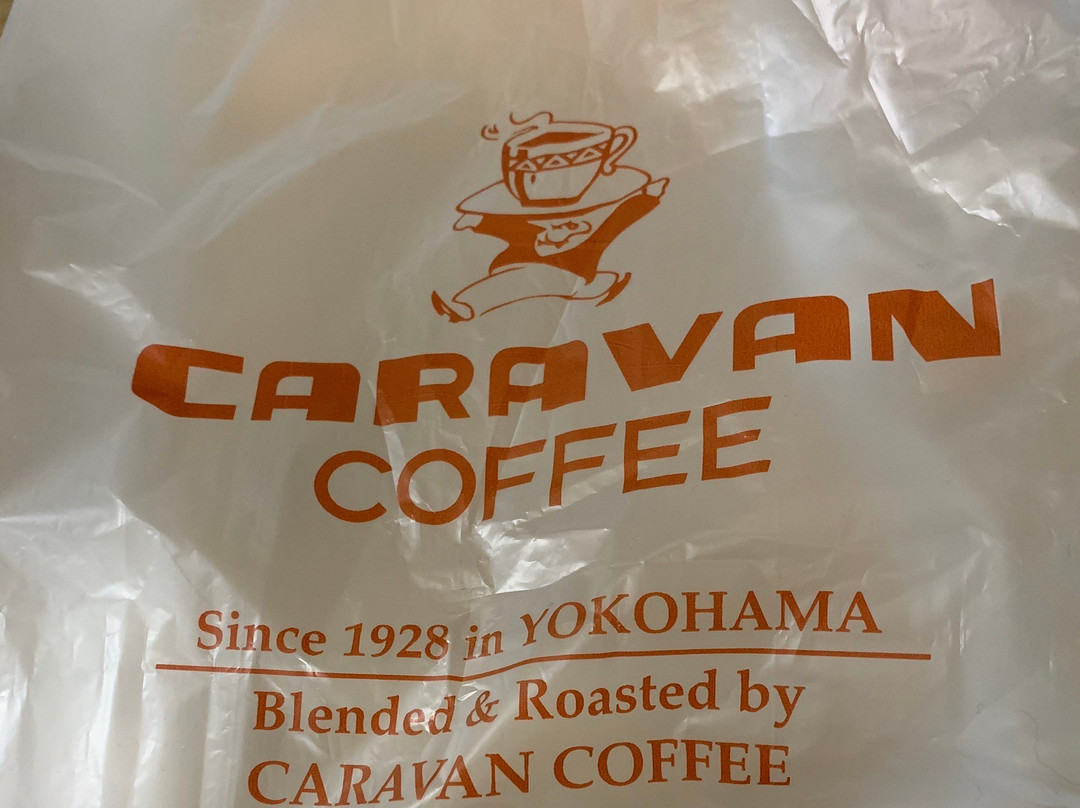 CARAVAN
COFFEE
Since 1928 in YOKOHAMA
Blended & Roasted by
CARAVAN COFFEE